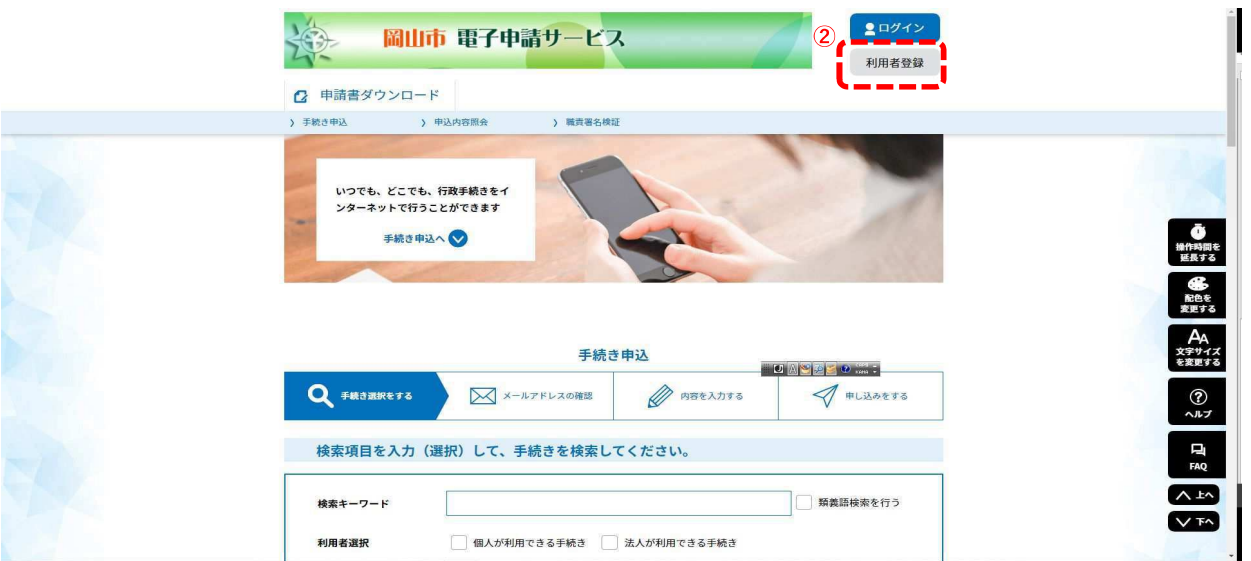 岡山市 電子申請サービス
②
ログイン
利用者登録
申請書ダウンロード
手続き申込
申込内容照会
職責署名検証
いつでも、どこでも、行政手続きをイ
ンターネットで行うことができます
手続き申込へ
操作時間を
延長する
配色を
変更する
AA
文字サイズ
を変更する
ヘルプ
FAQ
上へ
下へ
手続き申込
手続き選択をする
メールアドレスの確認
内容を入力する
申し込みをする
検索項目を入力（選択）して、手続きを検索してください。
検索キーワード
類義語検索を行う
利用者選択
個人が利用できる手続き
法人が利用できる手続き